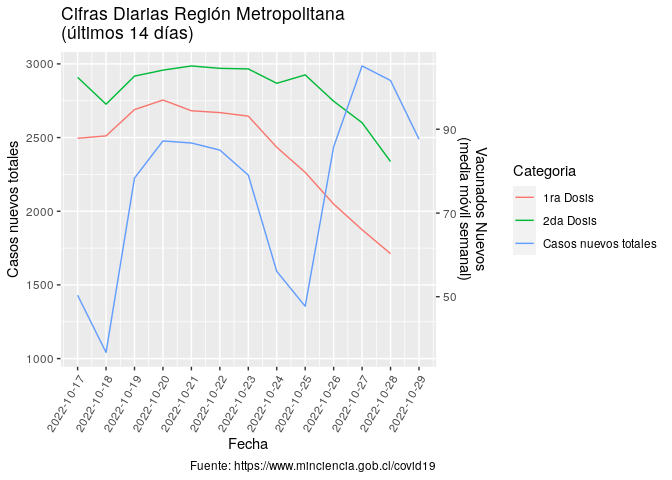 Cifras Diarias Región Metropolitana
(últimos 14 días)
Casos nuevos totales
3000
2500
2000
1500
1000
90
70
50
Vacunados Nuevos
(media móvil semanal)
2022-10-17
2022-10-18
2022-10-19
2022-10-20
2022-10-21
2022-10-22
2022-10-23
2022-10-24
2022-10-25
2022-10-26
2022-10-27
2022-10-28
2022-10-29
Fecha
Categoria
1ra Dosis
2da Dosis
Casos nuevos totales
Fuente: https://www.minciencia.gob.cl/covid19